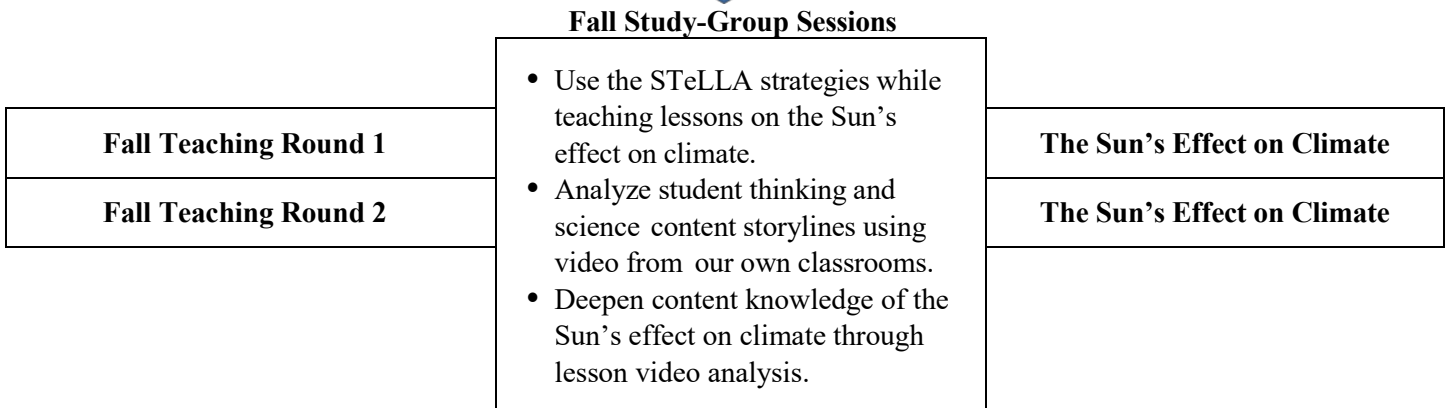 Fall Study-Group Sessions
• Use the STeLLA strategies while
teaching lessons on the Sun’s
effect on climate.
• Analyze student thinking and
science content storylines using
video from our own classrooms.
• Deepen content knowledge of the
Sun’s effect on climate through
lesson video analysis.
Fall Teaching Round 1
The Sun’s Effect on Climate
Fall Teaching Round 2
The Sun’s Effect on Climate